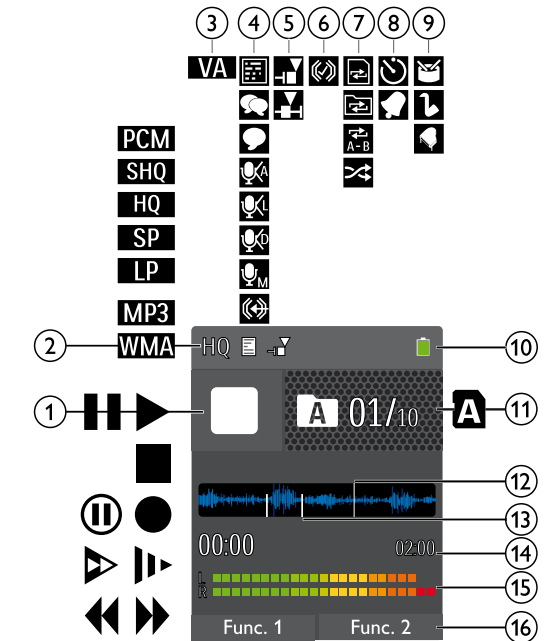 3 4 5 6 7 8 9
VA
A-B
PCM
SHQ A
HQ L
SP D
LP M
MP3
2 WMA HQ 10
1 A 01/10 A 11
12
13
00:00 02:00 14
L
R 15
Func. 1 Func. 2 16